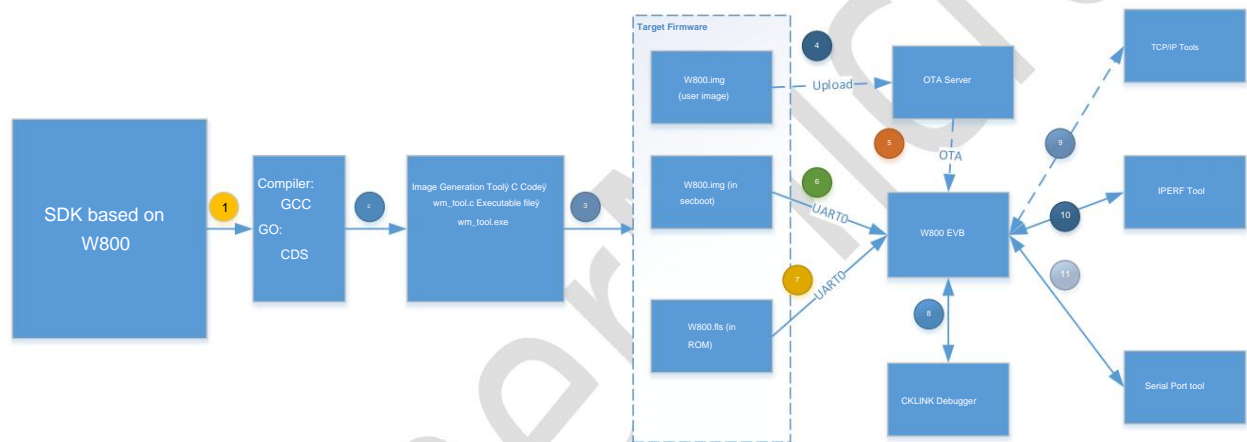 SDK based on
W800
1
Compiler:
GCC
GO:
CDS
2
Image Generation Toolÿ C Codeÿ
wm_tool.c Executable fileÿ
wm_tool.exe
3
Target Firmware
W800.img
(user image)
4
Upload
OTA Server
5
OTA
W800.img (in
secboot)
6
UART0
W800.fls (in
ROM)
7
UART0
W800 EVB
8
CKLINK Debugger
9
TCP/IP Tools
10
IPERF Tool
11
Serial Port tool